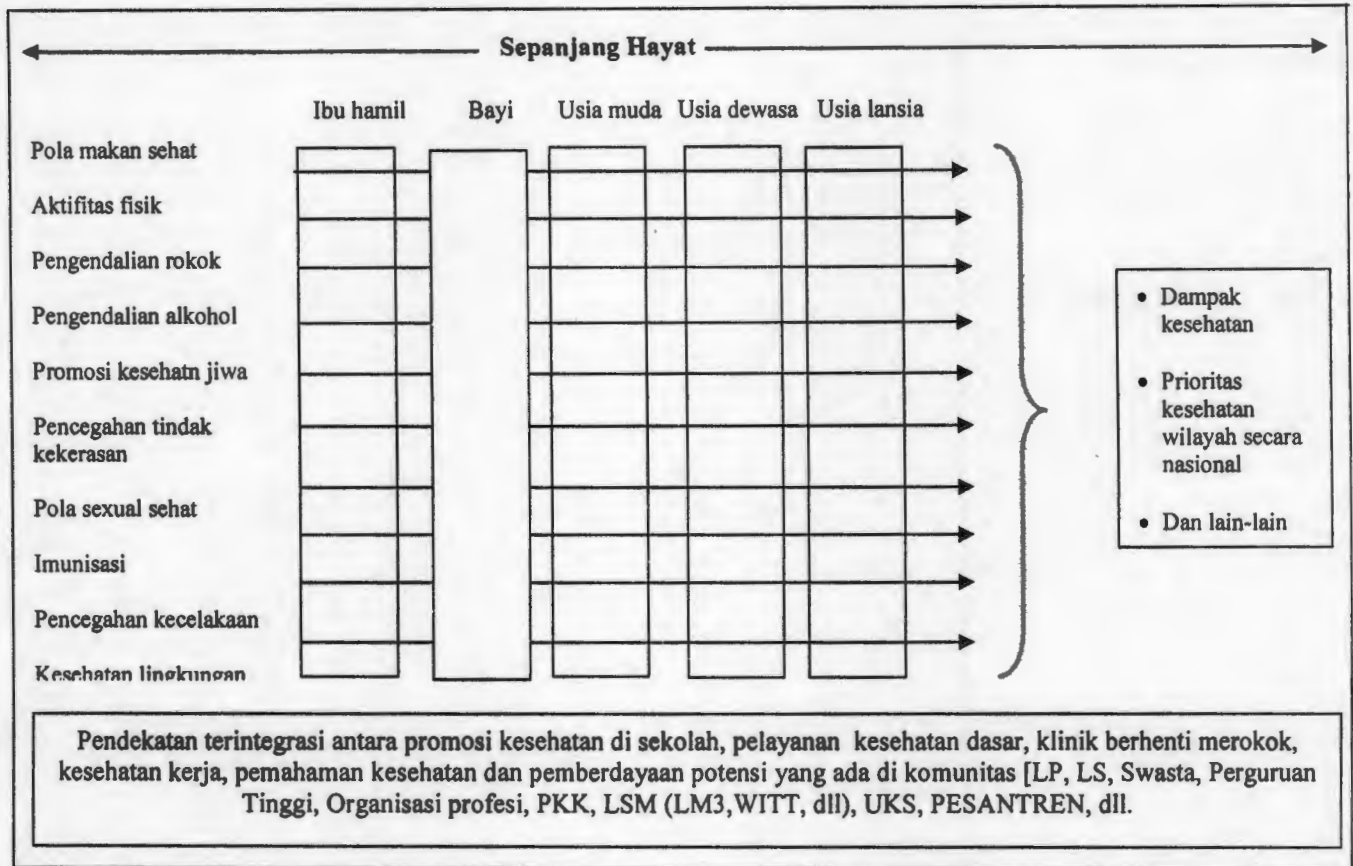 Sepanjang Hayat
Ibu hamil Bayi Usia muda Usia dewasa Usia lansia
Pola makan sehat
Aktifitas fisik
Pengendalian rokok
Pengendalian alkohol
Promosi kesehatn jiwa
Pencegahan tindak
kekerasan
Pola sexual sehat
Imunisasi
Pencegahan kecelakaan
Kesehatan lingkungan
• Dampak
kesehatan
• Prioritas
kesehatan
wilayah secara
nasional
• Dan lain-lain
Pendekatan terintegrasi antara promosi kesehatan di sekolah, pelayanan kesehatan dasar, klinik berhenti merokok,
kesehatan kerja, pemahaman kesehatan dan pemberdayaan potensi yang ada di komunitas [LP, LS, Swasta, Perguruan
Tinggi, Organisasi profesi, PKK, LSM (LM3,WITT, dll), UKS, PESANTREN, dll.